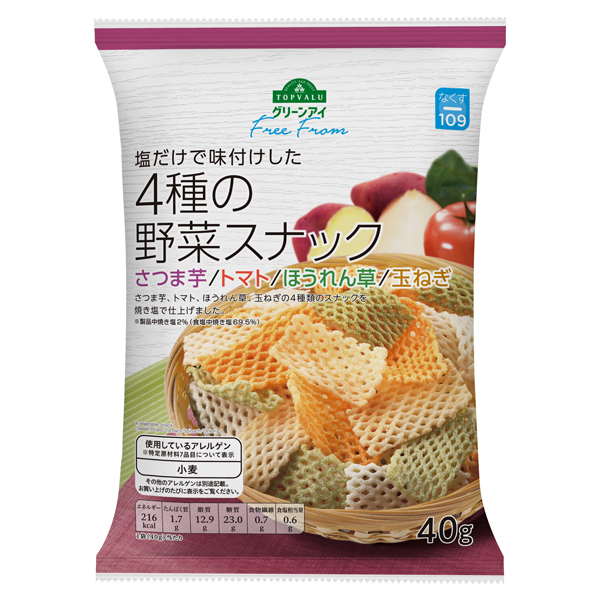 QUALITY AND FOR
TOPVALU
グリーンアイ
Free From
なくす
109
塩だけで味付けした
4種の
野菜スナック
さつま芋/トマト/ほうれん草/玉ねぎ
さつま芋、トマト、ほうれん草、玉ねぎの4種類のスナックを
焼き塩で仕上げました
※製品中焼き塩2%(食塩中焼き塩69.5%)
使用しているアレルゲン
※特定原材料7品目について表示
小麦
その他のアレルゲンは別途記載。
お買い上げのたびに表示をご覧ください。
エネルギー たんぱく質 脂質 糖質 食物繊維 食塩相当量
216 kcal 1.7 g 12.9 g 23.0 g 0.7 g 0.6 g
1袋(40g)当たり
40g